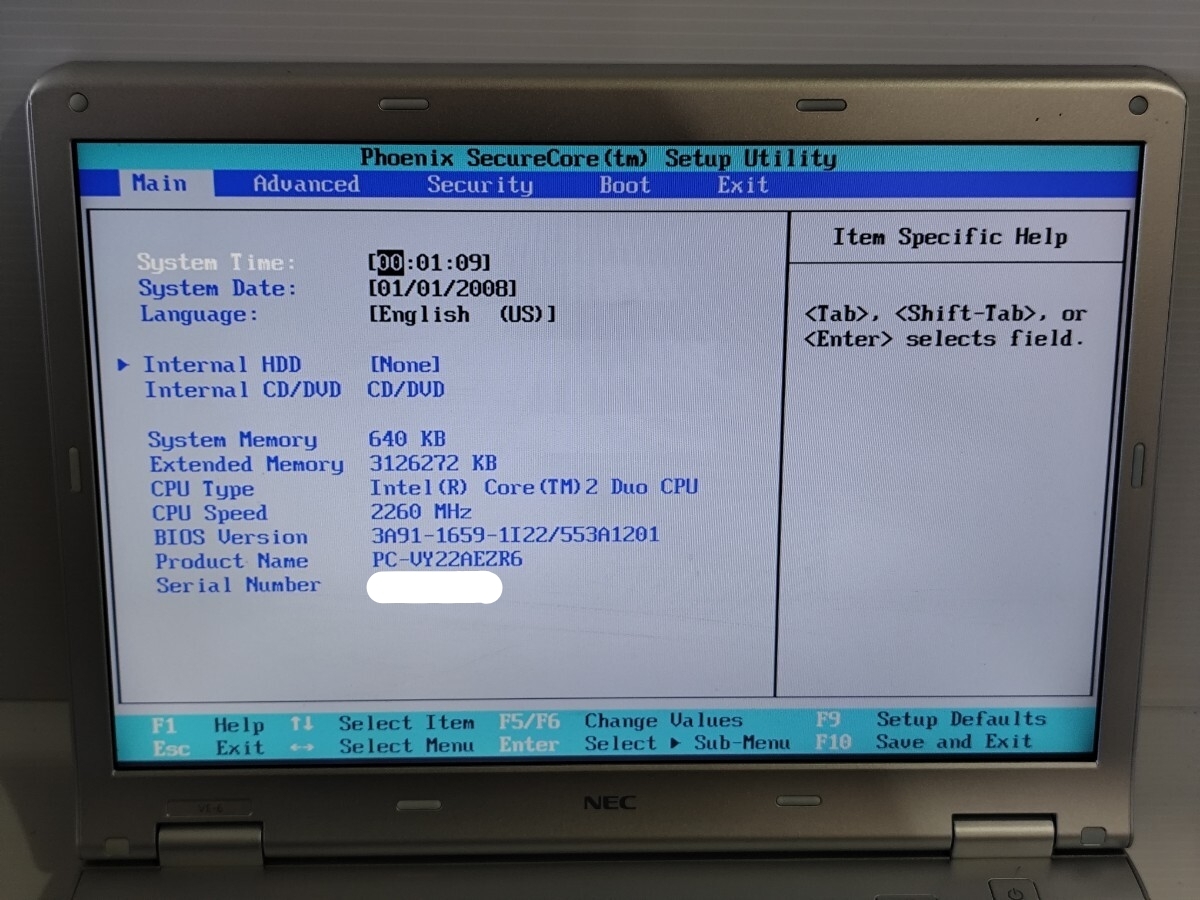 Phoenix SecureCore(tm) Setup Utility
Main Advanced Security Boot Exit
Item Specific Help
System Time: [00:01:09]
System Date: [01/01/2008]
Language: [English (US)]
<Tab>, <Shift-Tab>, or
<Enter> selects field.
Internal HDD [None]
Internal CD/DVD CD/DVD
System Memory 640 KB
Extended Memory 3126272 KB
CPU Type Intel(R) Core(TM)2 Duo CPU
CPU Speed 2260 MHz
BIOS Version 3A91-1659-1I22/553A1201
Product Name PC-VY22AEZR6
Serial Number
F1 Help ↑↓ Select Item F5/F6 Change Values F9 Setup Defaults
Esc Exit ↔ Select Menu Enter Select ▶ Sub-Menu F10 Save and Exit
NEC